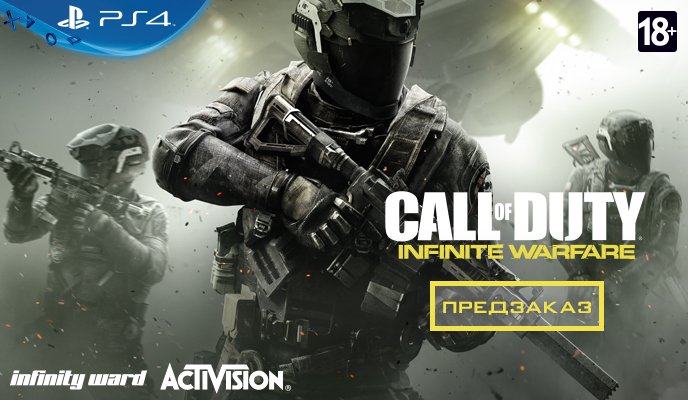 PS4
18+
CALL OF DUTY®
INFINITE WARFARE
ПРЕДЗАКАЗ
infinity ward ACTIVISION®